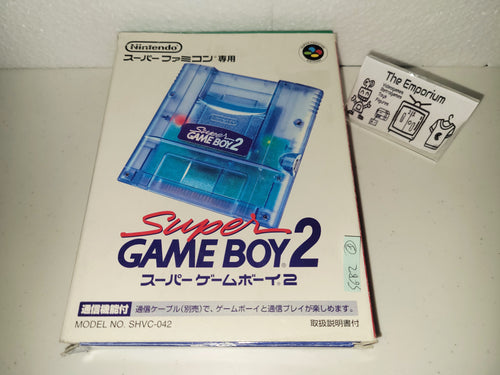 Nintendo
スーパーファミコン専用
Super
GAME BOY 2
Super
GAME BOY 2
スーパーゲームボーイ2
通信機能付
通信ケーブル(別売)で、ゲームボーイと通信プレイが楽しめます。
MODEL NO. SHVC-042
取扱説明書付
The Emporium
Videogames
Toys
Figures